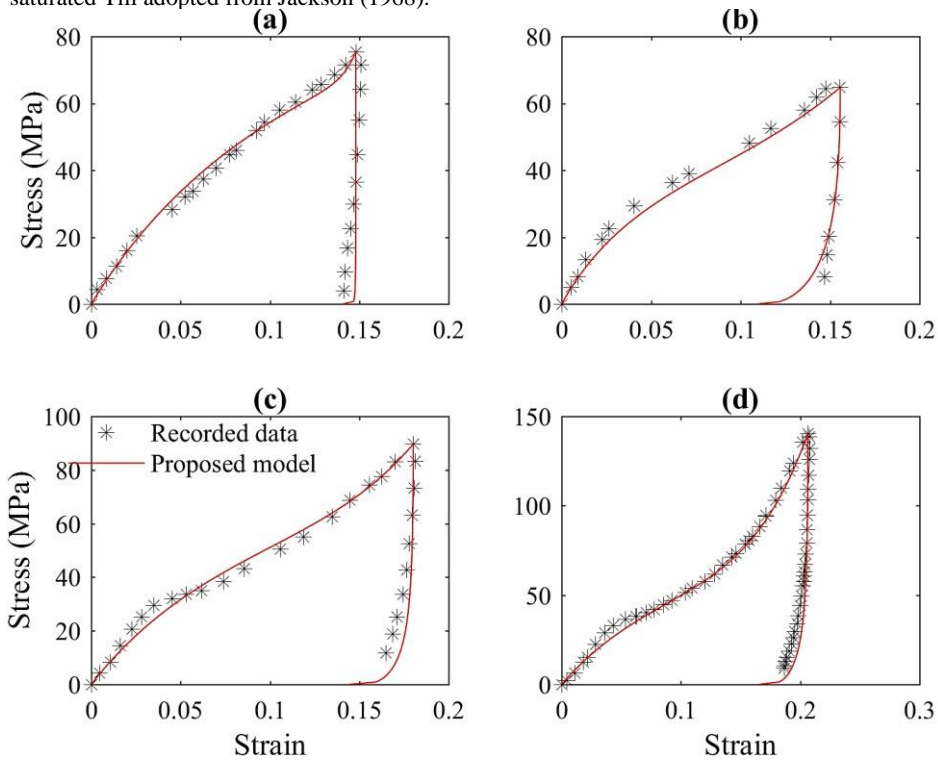 saturated Till adopted from Jackson (1968).
(a) (b)
80 80
60 60
Stress (MPa)
40 40
20 20
0 0
0 0.05 0.1 0.15 0.2 0 0.05 0.1 0.15 0.2
(c) (d)
100 150
Recorded data
Proposed model
80
100
Stress (MPa)
60
40 50
20
0 0
0 0.05 0.1 0.15 0.2 0 0.1 0.2 0.3
Strain Strain